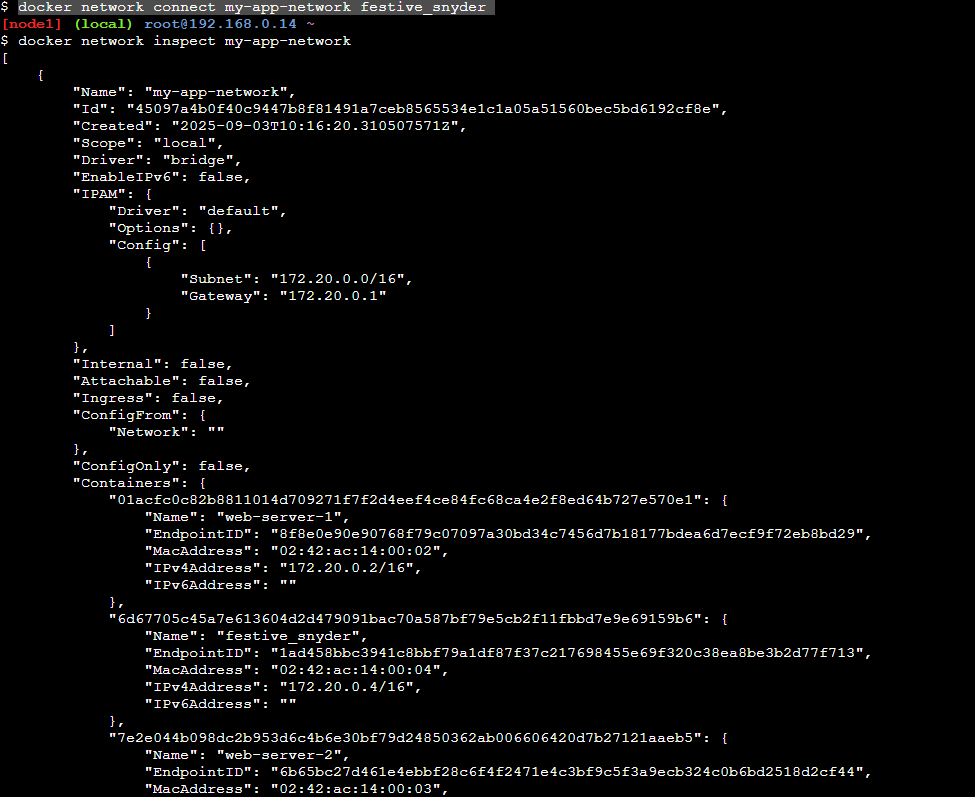 $ docker network connect my-app-network festive_snyder
[node1] (local) root@192.168.0.14 ~
$ docker network inspect my-app-network
[
    {
        "Name": "my-app-network",
        "Id": "45097a4b0f40c9447b8f81491a7ceb8565534e1c1a05a51560bec5bd6192cf8e",
        "Created": "2025-09-03T10:16:20.310507571Z",
        "Scope": "local",
        "Driver": "bridge",
        "EnableIPv6": false,
        "IPAM": {
            "Driver": "default",
            "Options": {},
            "Config": [
                {
                    "Subnet": "172.20.0.0/16",
                    "Gateway": "172.20.0.1"
                }
            ]
        },
        "Internal": false,
        "Attachable": false,
        "Ingress": false,
        "ConfigFrom": {
            "Network": ""
        },
        "ConfigOnly": false,
        "Containers": {
            "01acfc0c82b8811014d709271f7f2d4eef4ce84fc68ca4e2f8ed64b727e570e1": {
                "Name": "web-server-1",
                "EndpointID": "8f8e0e90e90768f79c07097a30bd34c7456d7b18177bdea6d7ecf9f72eb8bd29",
                "MacAddress": "02:42:ac:14:00:02",
                "IPv4Address": "172.20.0.2/16",
                "IPv6Address": ""
            },
            "6d67705c45a7e613604d2d479091bac70a587bf79e5cb2f11fbbd7e9e69159b6": {
                "Name": "festive_snyder",
                "EndpointID": "1ad458bbc3941c8bbf79a1df87f37c217698455e69f320c38ea8be3b2d77f713",
                "MacAddress": "02:42:ac:14:00:04",
                "IPv4Address": "172.20.0.4/16",
                "IPv6Address": ""
            },
            "7e2e044b098dc2b953d6c4b6e30bf79d24850362ab006606420d7b27121aaeb5": {
                "Name": "web-server-2",
                "EndpointID": "6b65bc27d461e4ebbf28c6f4f2471e4c3bf9c5f3a9ecb324c0b6bd2518d2cf44",
                "MacAddress": "02:42:ac:14:00:03",